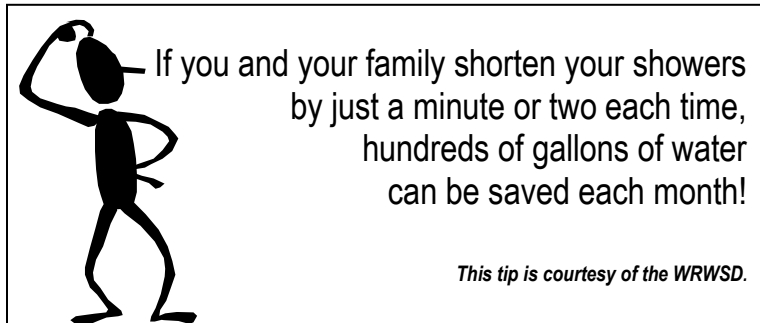 If you and your family shorten your showers
by just a minute or two each time,
hundreds of gallons of water
can be saved each month!
This tip is courtesy of the WRWSD.